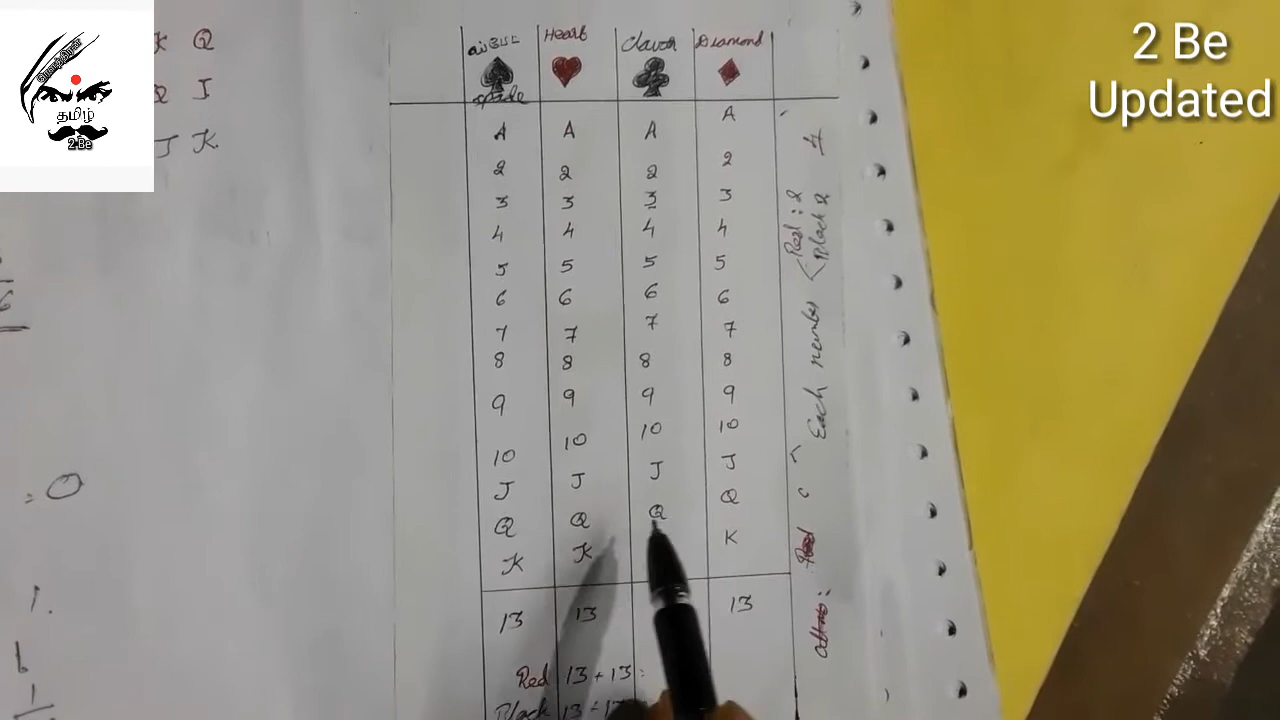 2 Be
Updated
தமிழ்
2 Be
K Q
Q J
J K
Heart Claver Diamond
Spade
A A A A
2 2 2 2
3 3 3 3
4 4 4 4
5 5 5 5
6 6 6 6
7 7 7 7
8 8 8 8
9 9 9 9
10 10 10 10
J J J J
Q Q Q Q
K K K
13 13 13
Red 13 + 13 :
Black 13 +
Each number Red : 2
Black 2
4